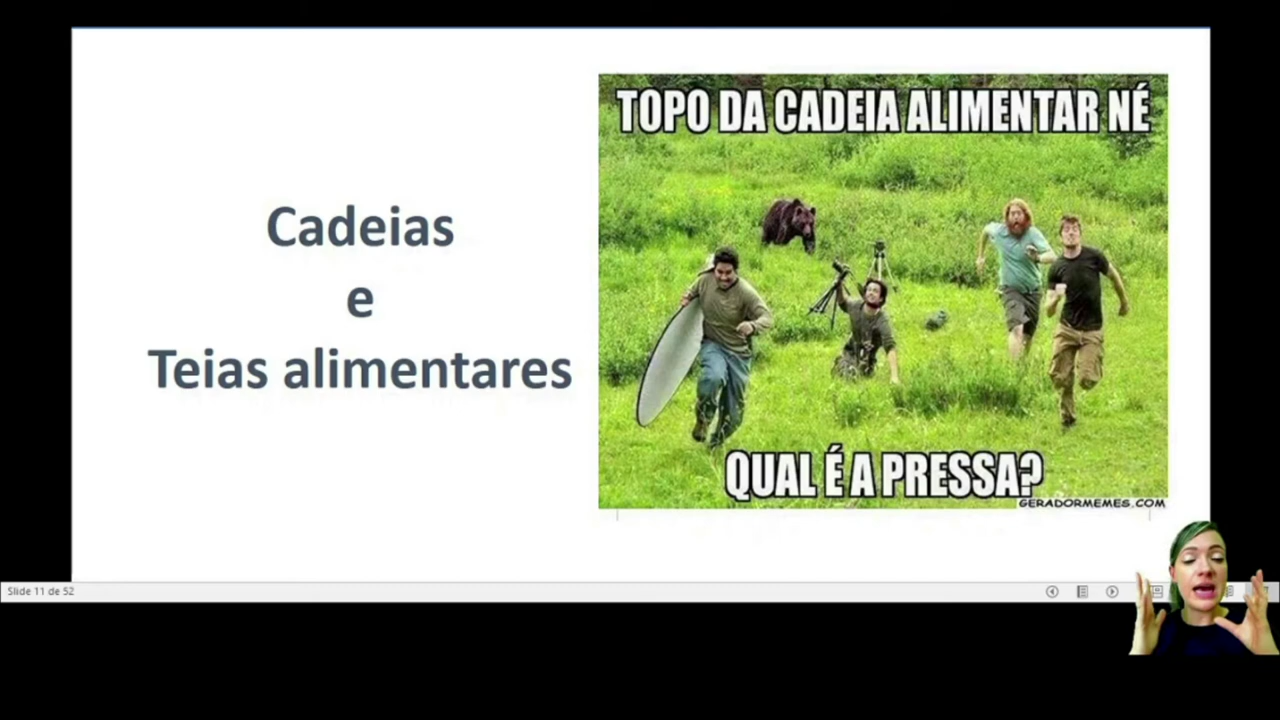 Cadeias
e
Teias alimentares
TOPO DA CADEIA ALIMENTAR NÉ
QUAL É A PRESSA?
GERADORMEMES.COM
Slide 11 de 52